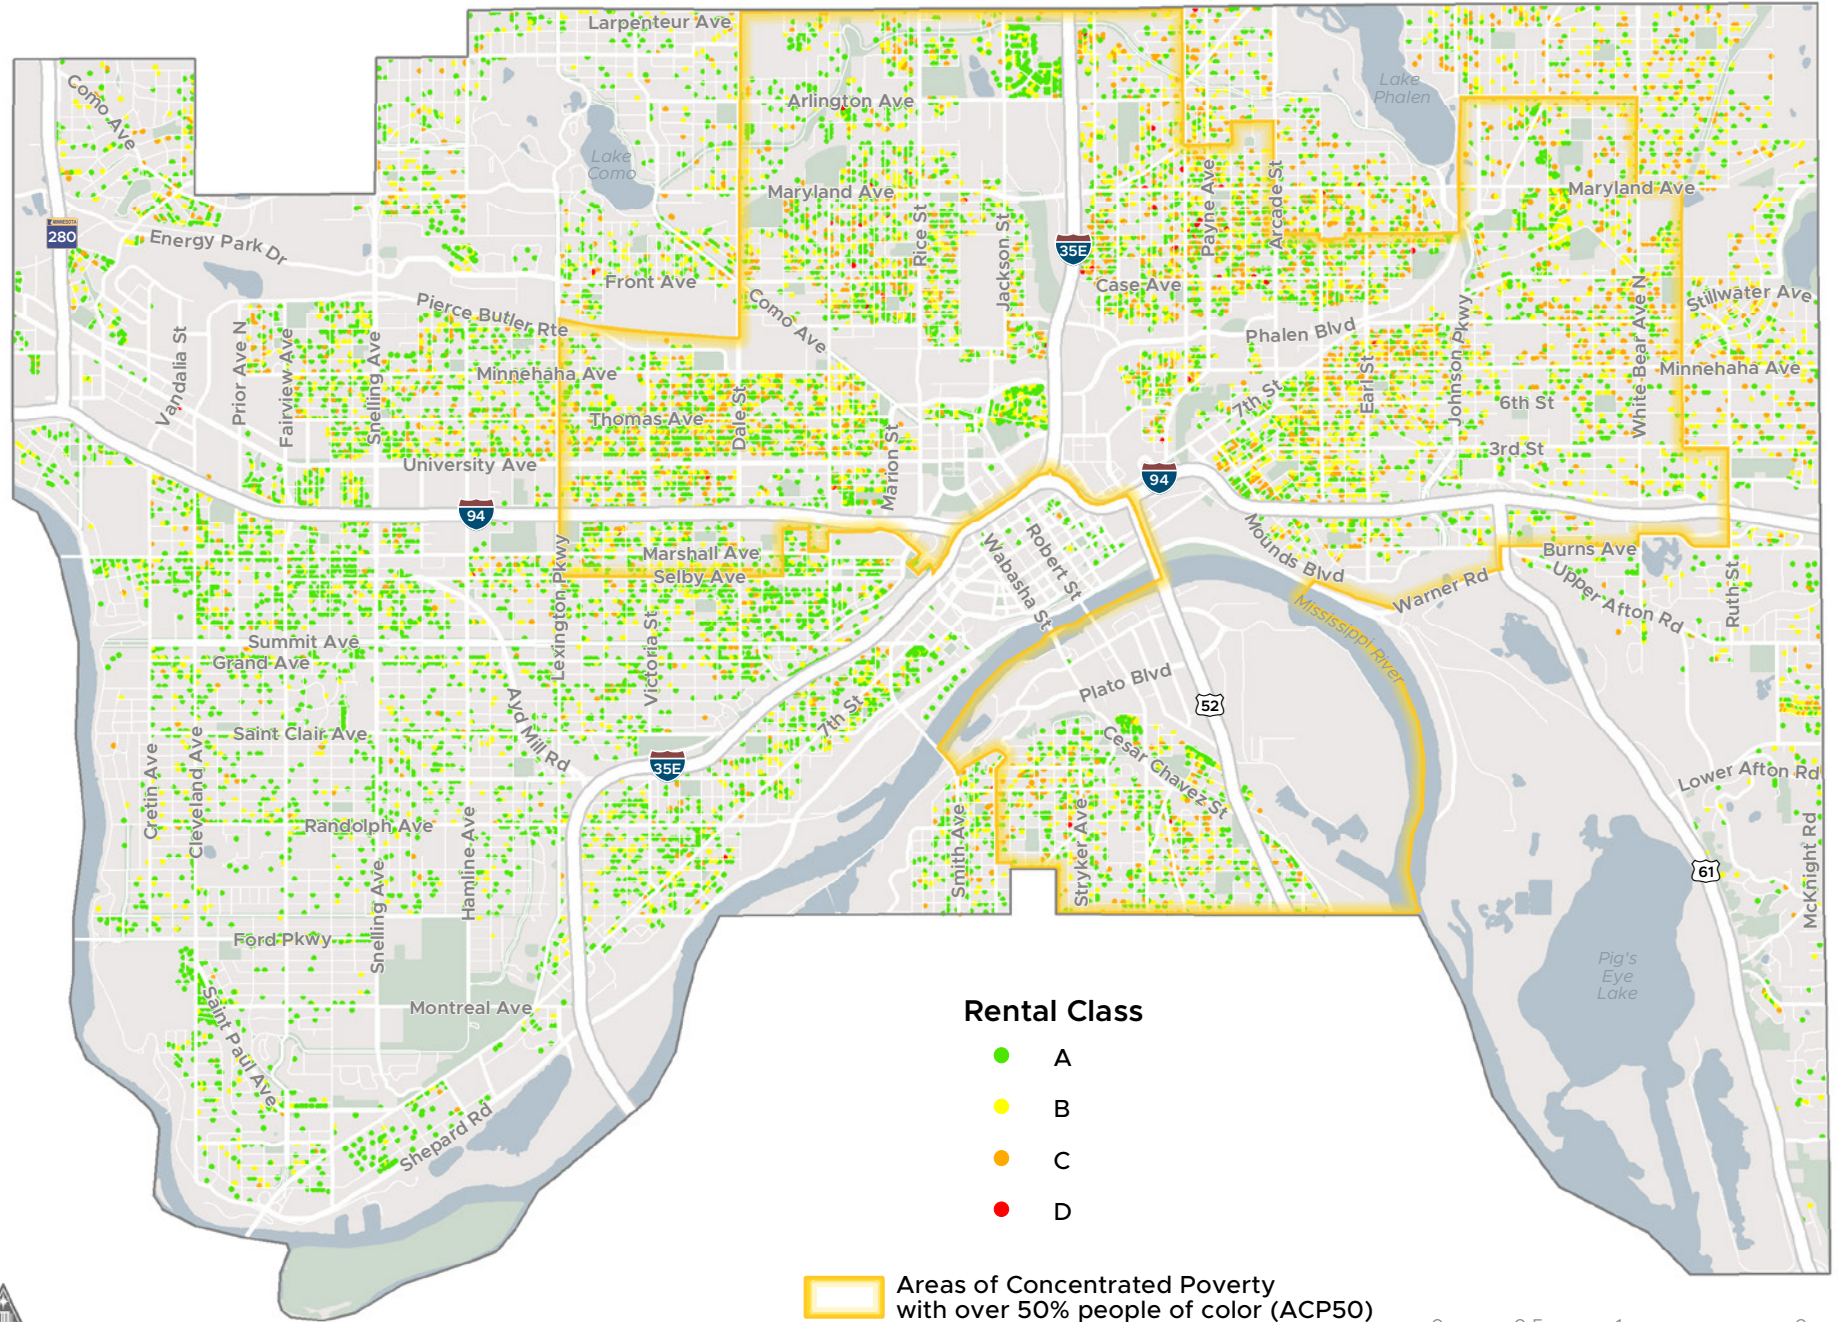 Larpenteur Ave
Como Ave
Lake
Phalen
Arlington Ave
Lake
Como
Maryland Ave
Maryland Ave
Payne Ave
Arcade St
Rice St
Jackson St
MINNESOTA
280
Energy Park Dr
35E
Front Ave
Case Ave
Pierce Butler Rte
Como Ave
Stillwater Ave
Phalen Blvd
Vandalia St
Prior Ave N
Fairview Ave
Snelling Ave
Johnson Pkwy
White Bear Ave N
Minnehaha Ave
Minnehaha Ave
Earl St
7th St
6th St
Thomas Ave
Dale St
Marion St
3rd St
University Ave
94
94
Marshall Ave
Selby Ave
Lexington Pkwy
Victoria St
Wabasha St
Robert St
Mounds Blvd
Burns Ave
Warner Rd
Upper Afton Rd
Ruth St
Mississippi River
Summit Ave
Grand Ave
Plato Blvd
52
Ayd Mill Rd
7th St
Saint Clair Ave
35E
Cesar Chavez St
Lower Afton Rd
Cretin Ave
Cleveland Ave
Randolph Ave
Hamline Ave
Snelling Ave
Smith Ave
Stryker Ave
61
McKnight Rd
Ford Pkwy
Pig's
Eye
Lake
Saint Paul Ave
Montreal Ave
Shepard Rd
Rental Class
A
B
C
D
Areas of Concentrated Poverty
with over 50% people of color (ACP50)